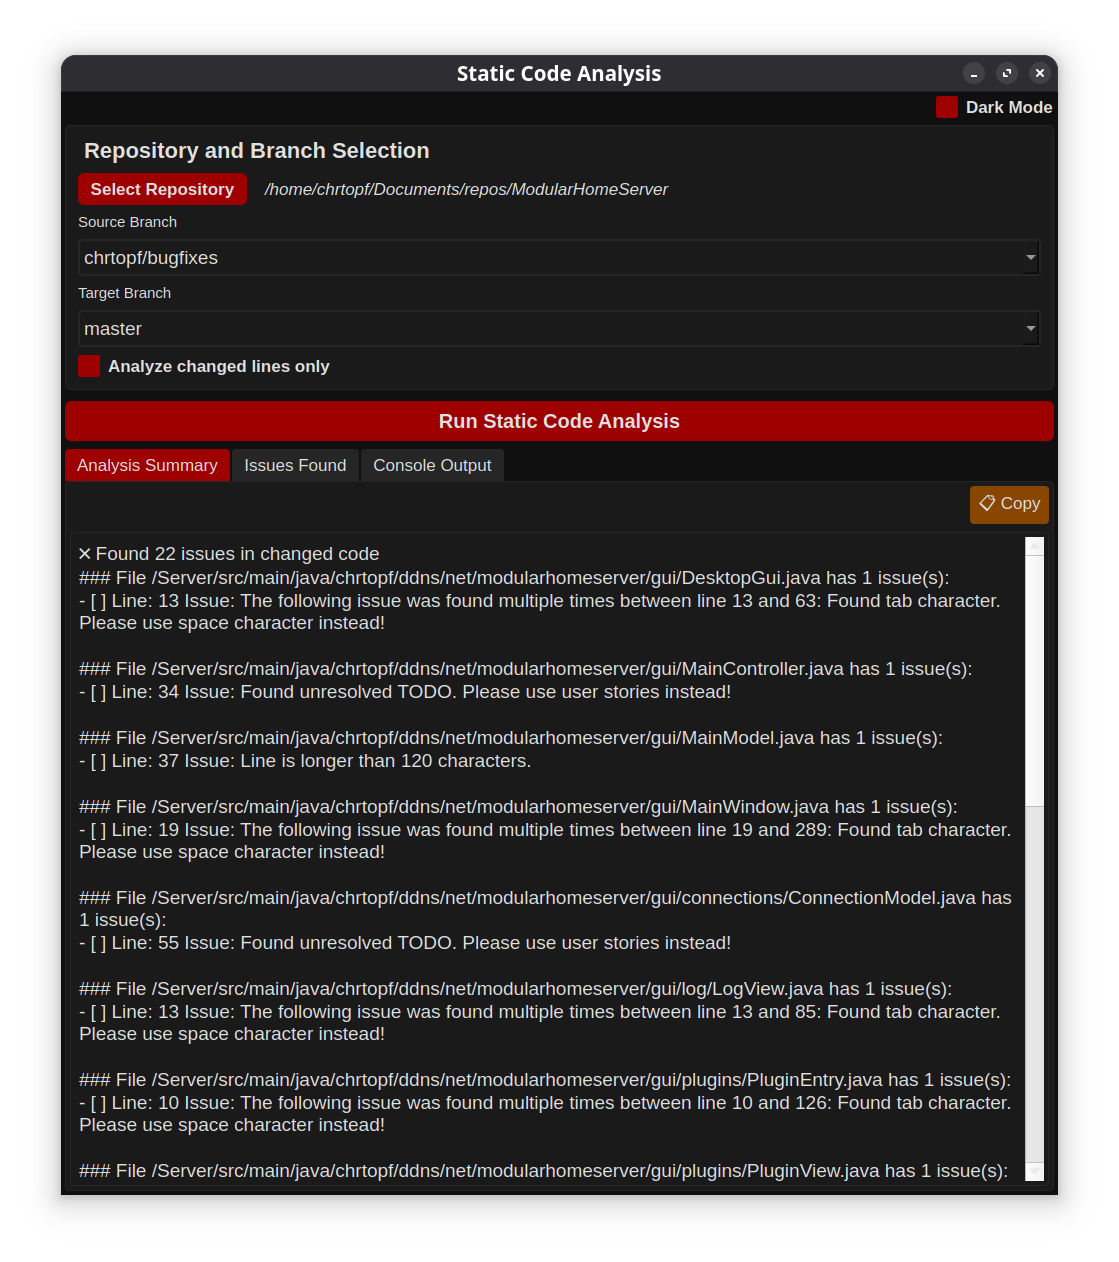 Static Code Analysis
Dark Mode
Repository and Branch Selection
Select Repository /home/chrtopf/Documents/repos/ModularHomeServer
Source Branch
chrtopf/bugfixes
Target Branch
master
Analyze changed lines only
Run Static Code Analysis
Analysis Summary Issues Found Console Output
Copy
✕ Found 22 issues in changed code
### File /Server/src/main/java/chrtopf/ddns/net/modularhomeserver/gui/DesktopGui.java has 1 issue(s):
- [ ] Line: 13 Issue: The following issue was found multiple times between line 13 and 63: Found tab character.
Please use space character instead!
### File /Server/src/main/java/chrtopf/ddns/net/modularhomeserver/gui/MainController.java has 1 issue(s):
- [ ] Line: 34 Issue: Found unresolved TODO. Please use user stories instead!
### File /Server/src/main/java/chrtopf/ddns/net/modularhomeserver/gui/MainModel.java has 1 issue(s):
- [ ] Line: 37 Issue: Line is longer than 120 characters.
### File /Server/src/main/java/chrtopf/ddns/net/modularhomeserver/gui/MainWindow.java has 1 issue(s):
- [ ] Line: 19 Issue: The following issue was found multiple times between line 19 and 289: Found tab character.
Please use space character instead!
### File /Server/src/main/java/chrtopf/ddns/net/modularhomeserver/gui/connections/ConnectionModel.java has
1 issue(s):
- [ ] Line: 55 Issue: Found unresolved TODO. Please use user stories instead!
### File /Server/src/main/java/chrtopf/ddns/net/modularhomeserver/gui/log/LogView.java has 1 issue(s):
- [ ] Line: 13 Issue: The following issue was found multiple times between line 13 and 85: Found tab character.
Please use space character instead!
### File /Server/src/main/java/chrtopf/ddns/net/modularhomeserver/gui/plugins/PluginEntry.java has 1 issue(s):
- [ ] Line: 10 Issue: The following issue was found multiple times between line 10 and 126: Found tab character.
Please use space character instead!
### File /Server/src/main/java/chrtopf/ddns/net/modularhomeserver/gui/plugins/PluginView.java has 1 issue(s):